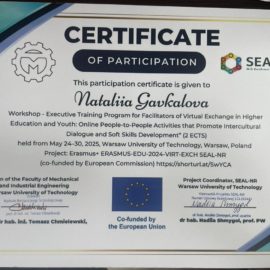 CERTIFICATE
OF PARTICIPATION
SEAL
This participation certificate is given to
Nataliia Gavkalova
Workshop - Executive Training Program for Facilitators of Virtual Exchange in Higher
Education and Youth: Online People-to-People Activities that Promote Intercultural
Dialogue and Soft Skills Development" (2 ECTS)
held from May 24-30, 2025, Warsaw University of Technology, Warsaw, Poland
Project: Erasmus+ ERASMUS-EDU-2024-VIRT-EXCH SEAL-NR
(co-funded by European Commission)
n of the Faculty of Mechanical
and Industrial Engineering
Warsaw University of Technology
Project Coordinator, SEAL-NR
Warsaw University of Technology
dr hab. inż. Tomasz Chmielewski,
Co-funded by
the European Union
dr hab. Nadiia Shmygol, prof. PW